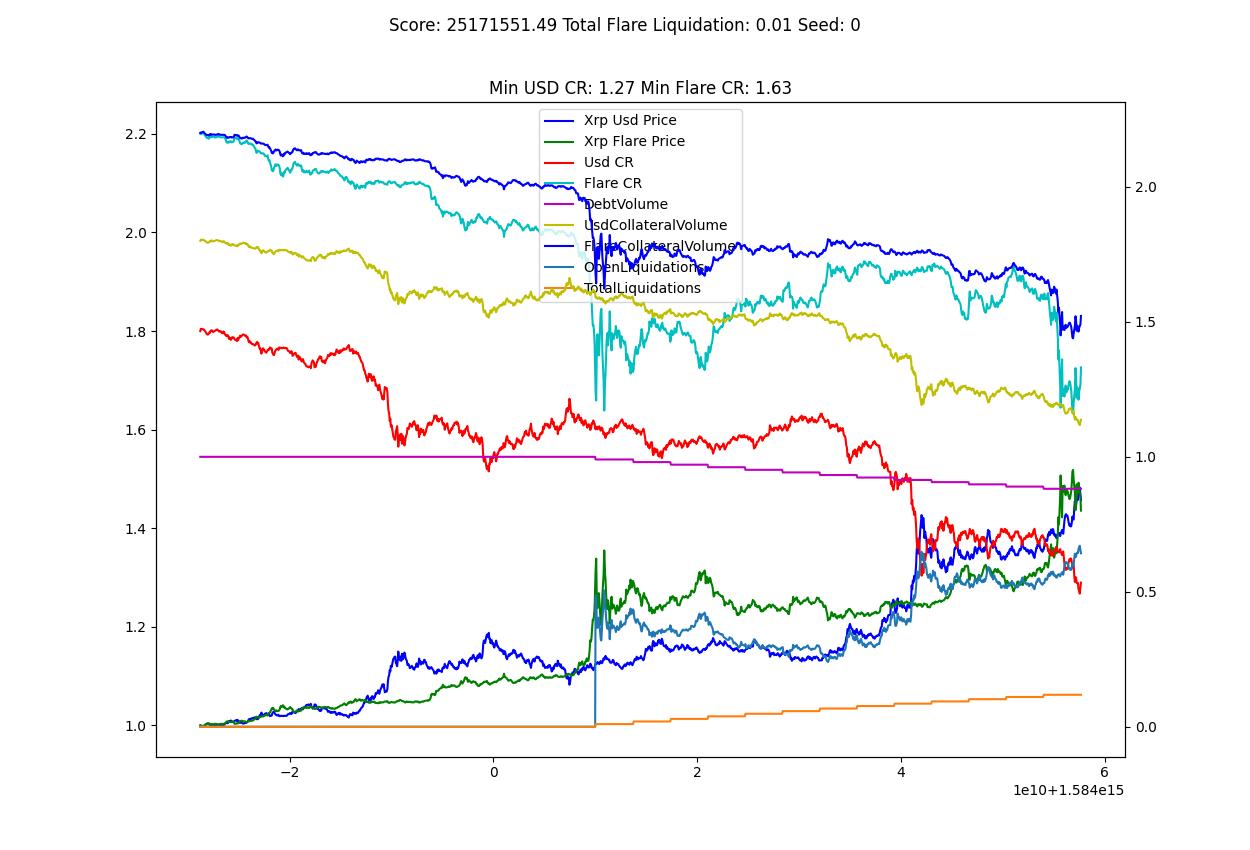 Score: 25171551.49 Total Flare Liquidation: 0.01 Seed: 0
Min USD CR: 1.27 Min Flare CR: 1.63
Xrp Usd Price
Xrp Flare Price
Usd CR
Flare CR
DebtVolume
UsdCollateralVolume
FlareCollateralVolume
OpenLiquidations
TotalLiquidations
2.2
2.0
1.8
1.6
1.4
1.2
1.0
2.0
1.5
1.0
0.5
0.0
−2
0
2
4
6
1e10+1.584e15